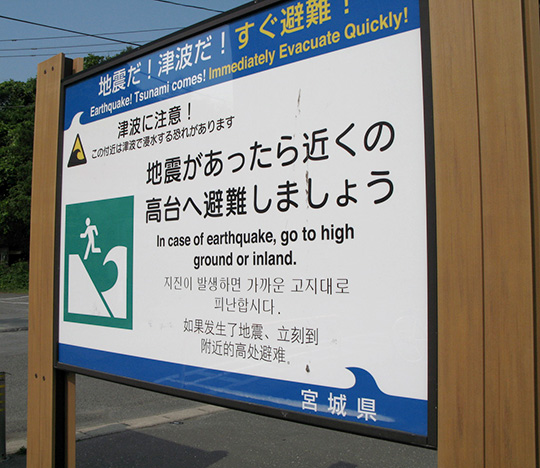 地震だ！津波だ！すぐ避難！
Earthquake! Tsunami comes! Immediately Evacuate Quickly!
津波に注意！
この付近は津波で浸水する恐れがあります
地震があったら近くの
高台へ避難しましょう
In case of earthquake, go to high
ground or inland.
지진이 발생하면 가까운 고지대로
피난합시다.
如果发生了地震、立刻到
附近的高处避难.
宮城県